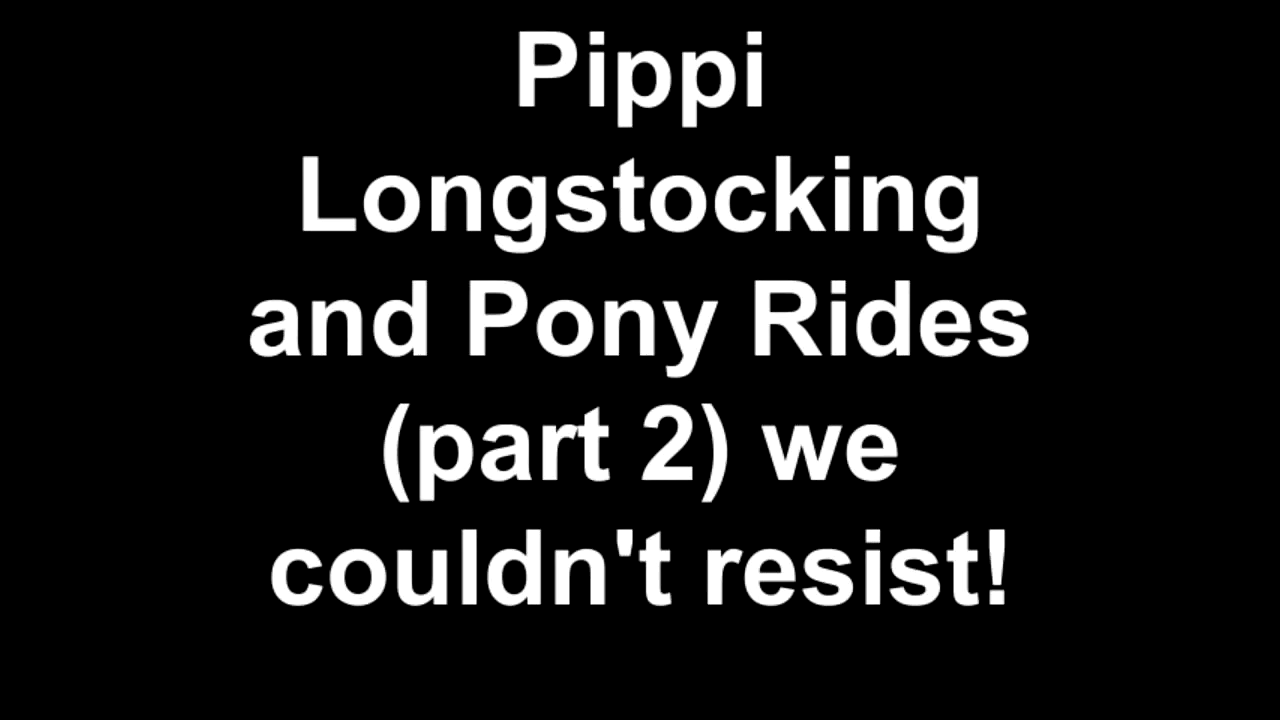 Pippi
Longstocking
and Pony Rides
(part 2) we
couldn't resist!